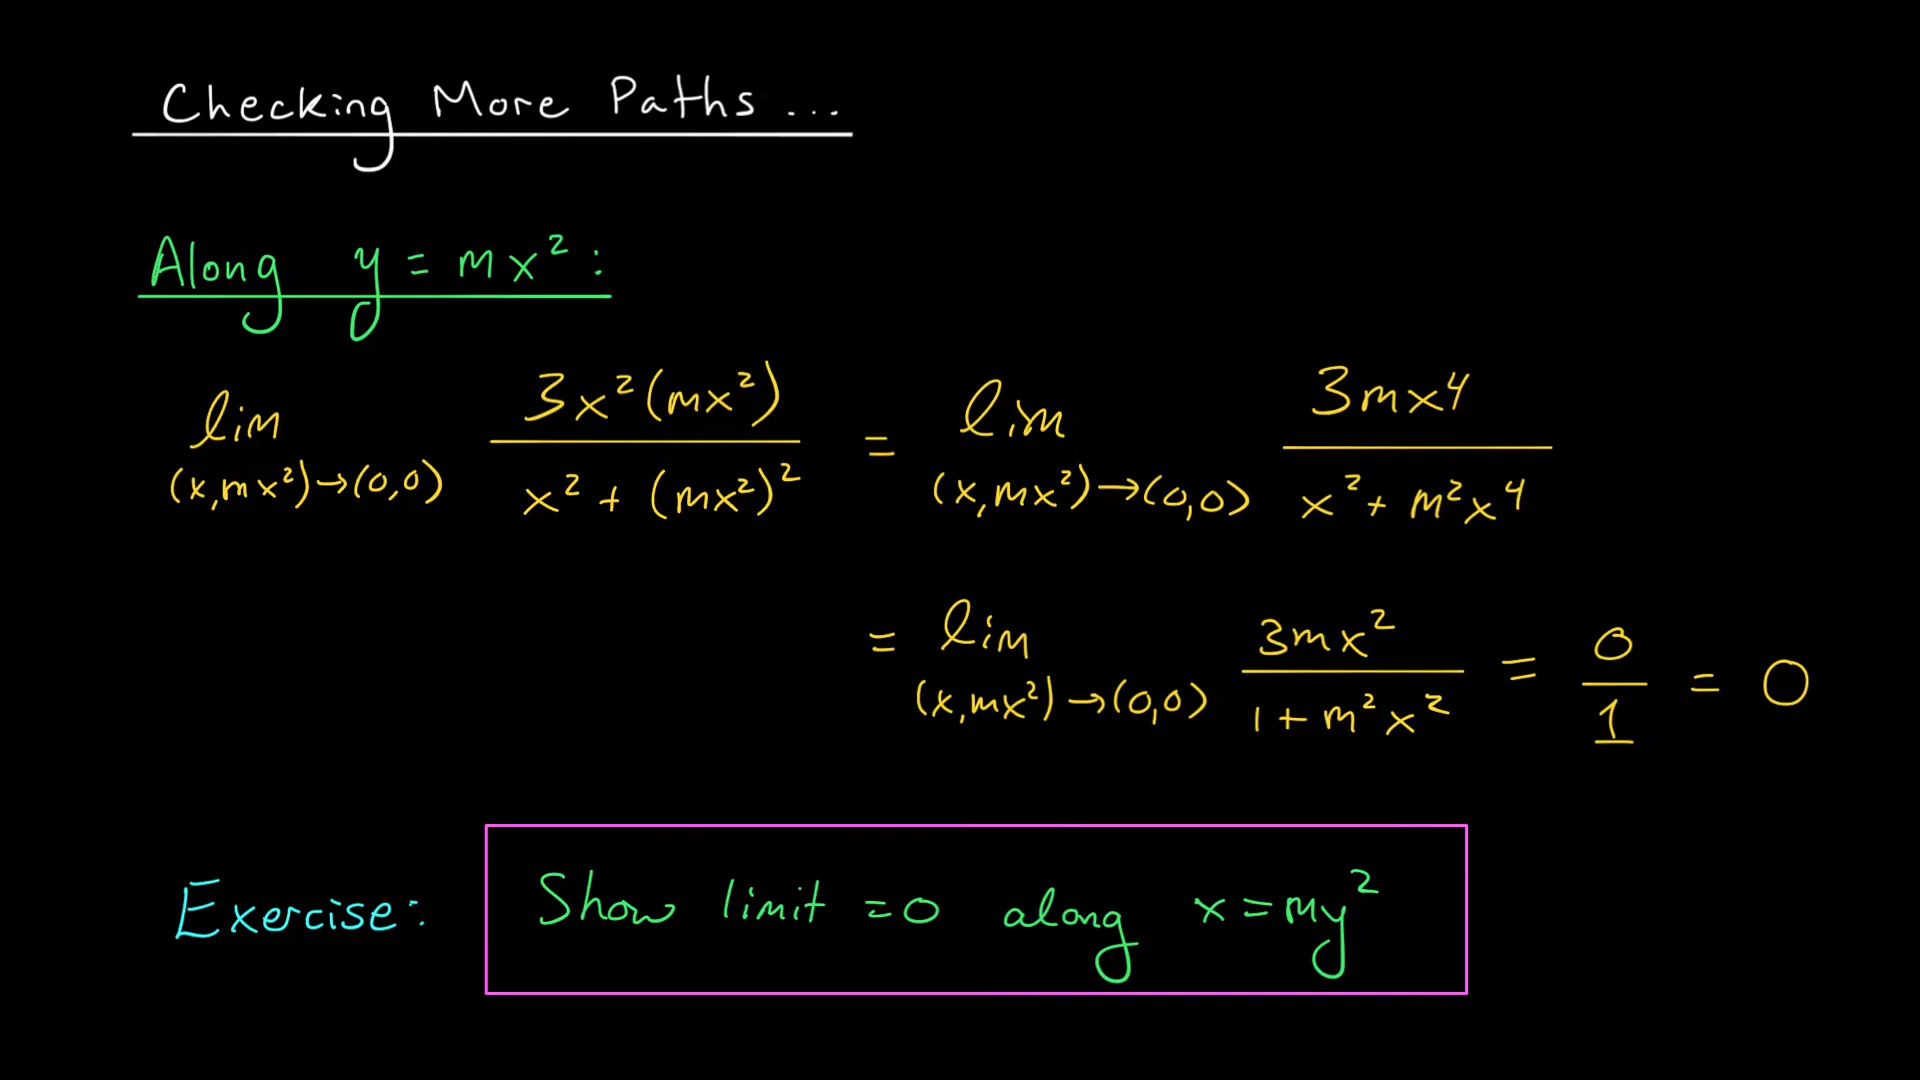 Checking More Paths...
Along y = mx²:
lim (x,mx²)→(0,0) 3x²(mx²) / x² + (mx²)² = lim (x,mx²)→(0,0) 3mx⁴ / x² + m²x⁴
= lim (x,mx²)→(0,0) 3mx² / 1 + m²x² = 0/1 = 0
Exercise: Show limit = 0 along x = my²